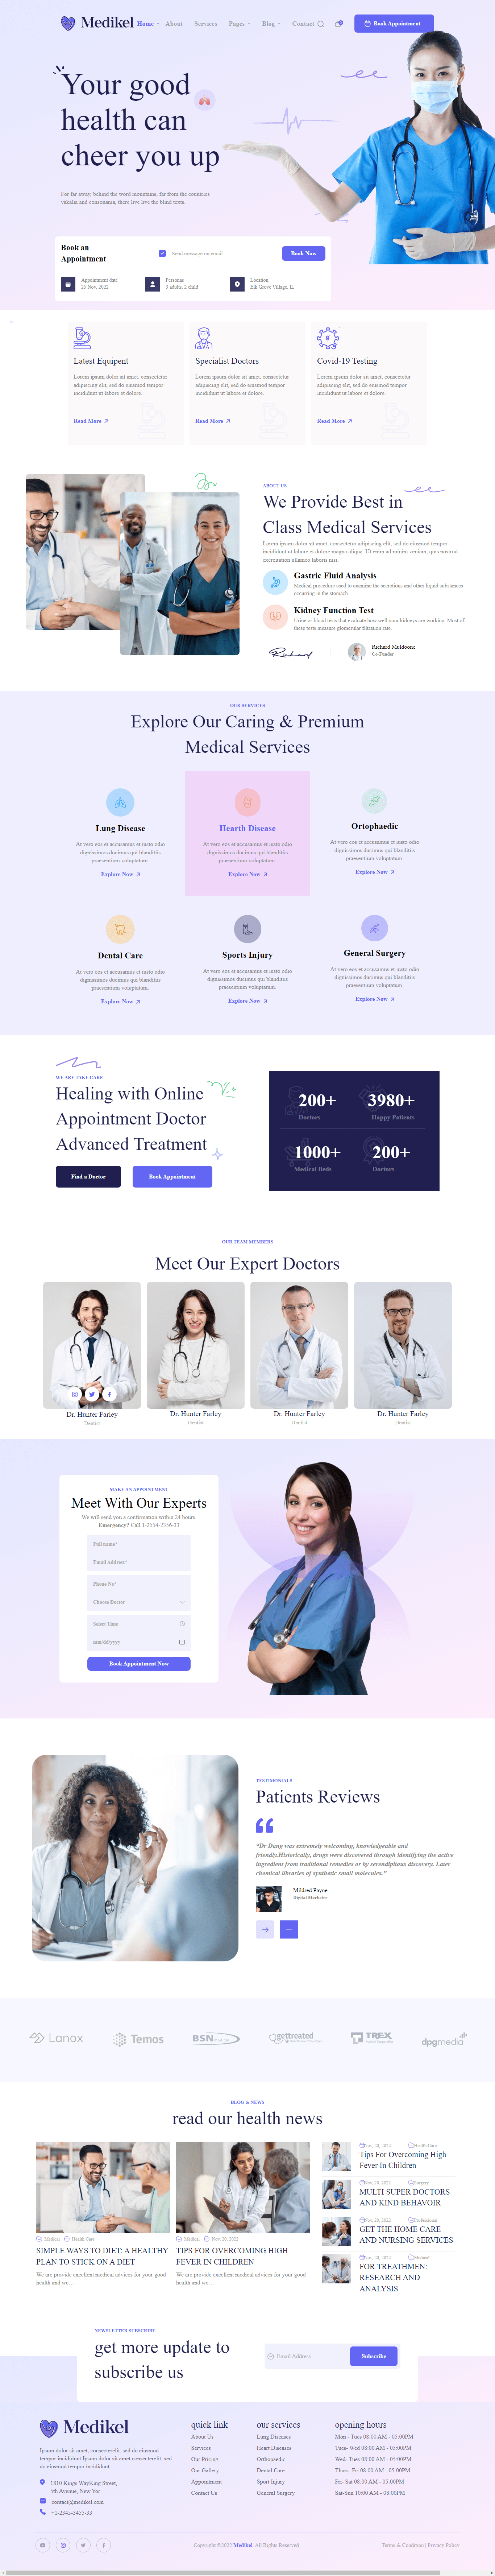 Medikel
Home
About
Services
Pages
Blog
Contact
Book Appointment
Your good
health can
cheer you up
For far away, behind the word mountains, far from the countries
vokalia and consonantia, there live live the blind texts.
Book an
Appointment
Send message on email
Book Now
Appointment date
25 Nov, 2022
Personas
3 adults, 2 child
Location
Elk Grove Village, IL
Latest Equipent
Lorem ipsum dolor sit amet, consectetur
adipiscing elit, sed do eiusmod tempor
incididunt ut labore et dolore.
Read More
Specialist Doctors
Lorem ipsum dolor sit amet, consectetur
adipiscing elit, sed do eiusmod tempor
incididunt ut labore et dolore.
Read More
Covid-19 Testing
Lorem ipsum dolor sit amet, consectetur
adipiscing elit, sed do eiusmod tempor
incididunt ut labore et dolore.
Read More
ABOUT US
We Provide Best in
Class Medical Services
Lorem ipsum dolor sit amet, consectetur adipiscing elit, sed do eiusmod tempor
incididunt ut labore et dolore magna aliqua. Ut enim ad minim veniam, quis nostrud
exercitation ullamco laboris nisi.
Gastric Fluid Analysis
Medical procedure used to examine the secretions and other liquid substances
occurring in the stomach.
Kidney Function Test
Urine or blood tests that evaluate how well your kidneys are working. Most of
these tests measure glomerular filtration rate.
Richard
Richard Muldoone
Co-Funder
OUR SERVICES
Explore Our Caring & Premium
Medical Services
Lung Disease
At vero eos et accusamus et iusto odio
dignissimos ducimus qui blanditiis
praesentium voluptatum.
Explore Now
Hearth Disease
At vero eos et accusamus et iusto odio
dignissimos ducimus qui blanditiis
praesentium voluptatum.
Explore Now
Ortophaedic
At vero eos et accusamus et iusto odio
dignissimos ducimus qui blanditiis
praesentium voluptatum.
Explore Now
Dental Care
At vero eos et accusamus et iusto odio
dignissimos ducimus qui blanditiis
praesentium voluptatum.
Explore Now
Sports Injury
At vero eos et accusamus et iusto odio
dignissimos ducimus qui blanditiis
praesentium voluptatum.
Explore Now
General Surgery
At vero eos et accusamus et iusto odio
dignissimos ducimus qui blanditiis
praesentium voluptatum.
Explore Now
WE ARE TAKE CARE
Healing with Online
Appointment Doctor
Advanced Treatment
Find a Doctor
Book Appointment
200+
Doctors
3980+
Happy Patients
1000+
Medical Beds
200+
Doctors
OUR TEAM MEMBERS
Meet Our Expert Doctors
Dr. Hunter Farley
Dentist
Dr. Hunter Farley
Dentist
Dr. Hunter Farley
Dentist
Dr. Hunter Farley
Dentist
MAKE AN APPOINTMENT
Meet With Our Experts
We will send you a confirmation within 24 hours
Emergency? Call 1-2554-2356-33
Full name*
Email Address*
Phone No*
Choose Doctor
Select Time
mm/dd/yyyy
Book Appointment Now
TESTIMONIALS
Patients Reviews
“Dr Dang was extremely welcoming, knowledgeable and
friendly.Historically, drugs were discovered through identifying the active
ingredient from traditional remedies or by serendipitous discovery. Later
chemical libraries of synthetic small molecules.”
Mildred Payne
Digital Marketer
Lanox
Temos
BSN
gettreated
TREX
dpgmedia
BLOG & NEWS
read our health news
Medical
Health Care
SIMPLE WAYS TO DIET: A HEALTHY
PLAN TO STICK ON A DIET
We are provide excellent medical advices for your good
health and we...
Medical
Nov, 20, 2022
TIPS FOR OVERCOMING HIGH
FEVER IN CHILDREN
We are provide excellent medical advices for your good
health and we...
Nov, 20, 2022
Health Care
Tips For Overcoming High
Fever In Children
Nov, 20, 2022
Surgery
MULTI SUPER DOCTORS
AND KIND BEHAVOIR
Nov, 20, 2022
Professional
GET THE HOME CARE
AND NURSING SERVICES
Nov, 20, 2022
Medical
FOR TREATHMEN:
RESEARCH AND
ANALYSIS
NEWSLETTER SUBSCRIBE
get more update to
subscribe us
Email Address...
Subscribe
Medikel
Ipsum dolor sit amet, consecteretur, sed do eiusmod
tempor incididunt.Ipsum dolor sit amet consecteretir, sed
do eiusmod tempor incididunt.
1810 Kings WayKing Street,
5th Avenue, New Yor
contact@medikel.com
+1-2345-3455-33
quick link
About Us
Services
Our Pricing
Our Gallery
Appointment
Contact Us
our services
Lung Diseases
Heart Diseases
Orthopaedic
Dental Care
Sport Injury
General Surgery
opening hours
Mon - Tues 08:00 AM - 05:00PM
Tues- Wed 08:00 AM - 05:00PM
Wed- Tues 08:00 AM - 05:00PM
Thurs- Fri 08:00 AM - 05:00PM
Fri- Sat 08:00 AM - 05:00PM
Sat-Sun 10:00 AM - 08:00PM
Copyright ©2022 Medikel. All Rights Reserved
Terms & Condition | Privacy Policy